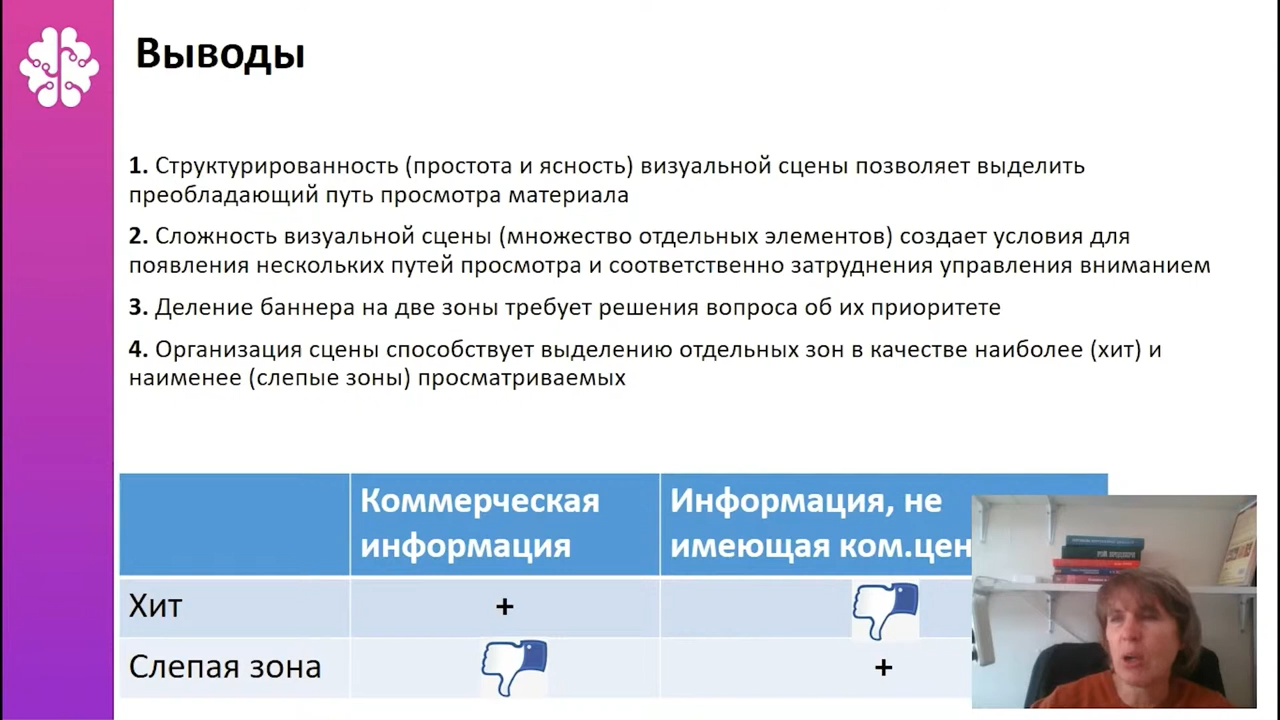 Выводы
1. Структурированность (простота и ясность) визуальной сцены позволяет выделить
преобладающий путь просмотра материала
2. Сложность визуальной сцены (множество отдельных элементов) создает условия для
появления нескольких путей просмотра и соответственно затруднения управления вниманием
3. Деление баннера на две зоны требует решения вопроса об их приоритете
4. Организация сцены способствует выделению отдельных зон в качестве наиболее (хит) и
наименее (слепые зоны) просматриваемых
Коммерческая
информация
Информация, не
имеющая ком.цен
Хит +
Слепая зона +